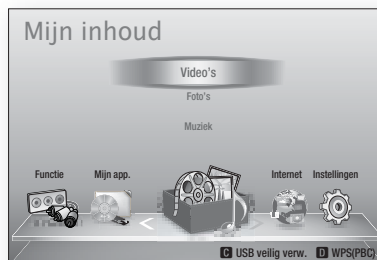 Mijn inhoud
Video's
Foto's
Muziek
Functie Mijn app. Internet Instellingen
C USB veilig verw. D WPS(PBC)